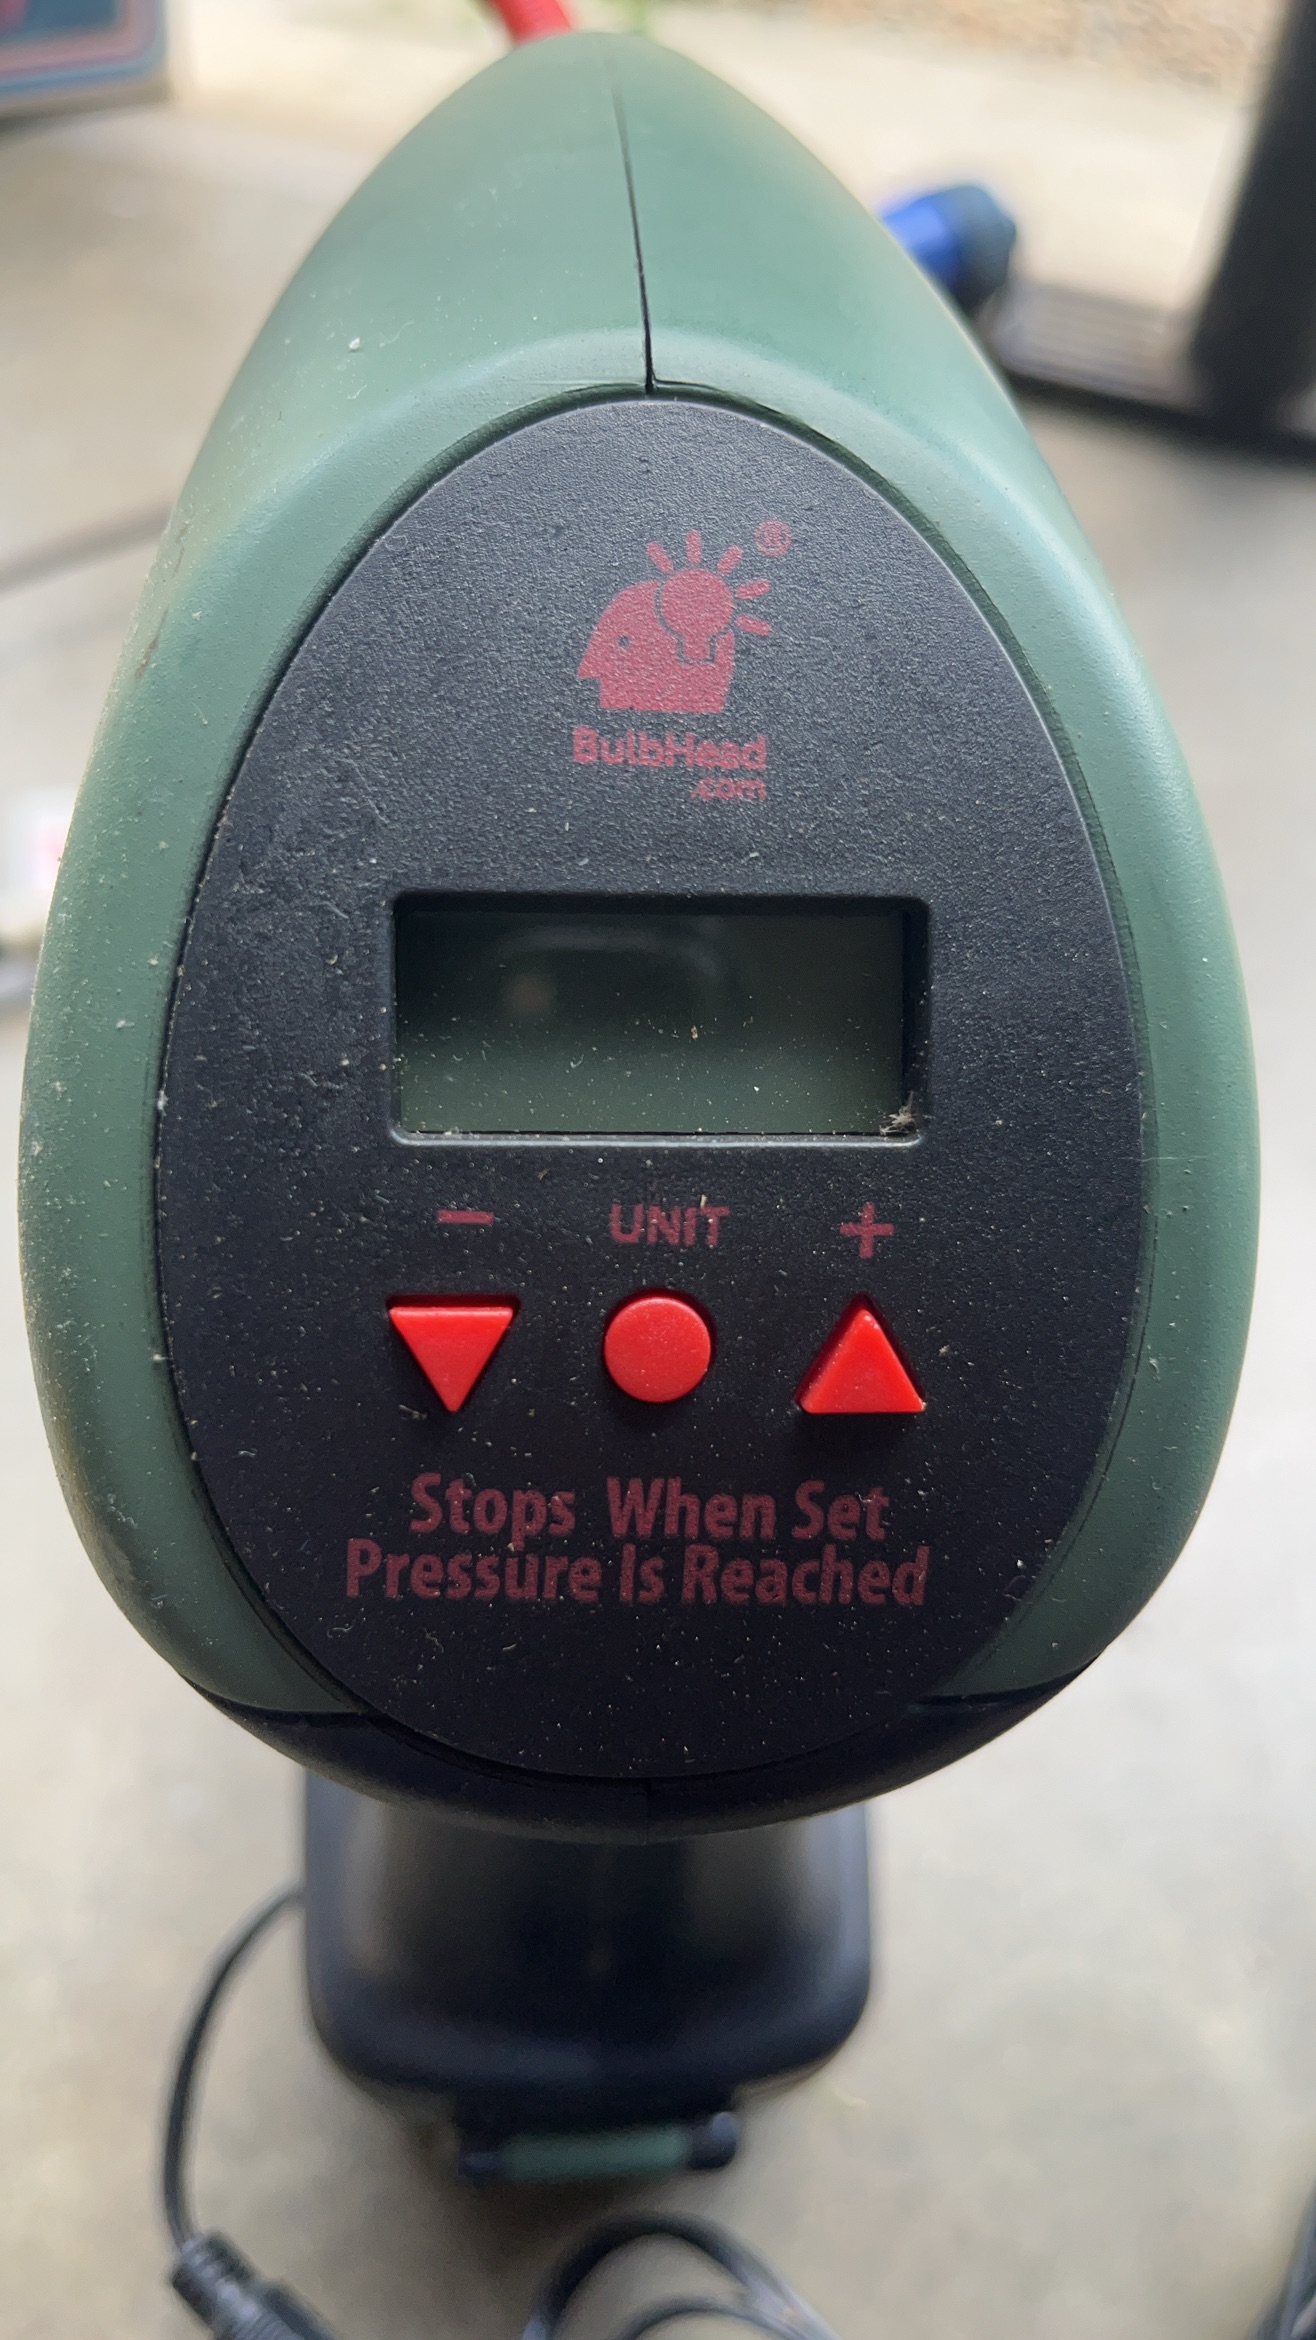 ®
BulbHead
.com
- UNIT +
Stops When Set
Pressure Is Reached